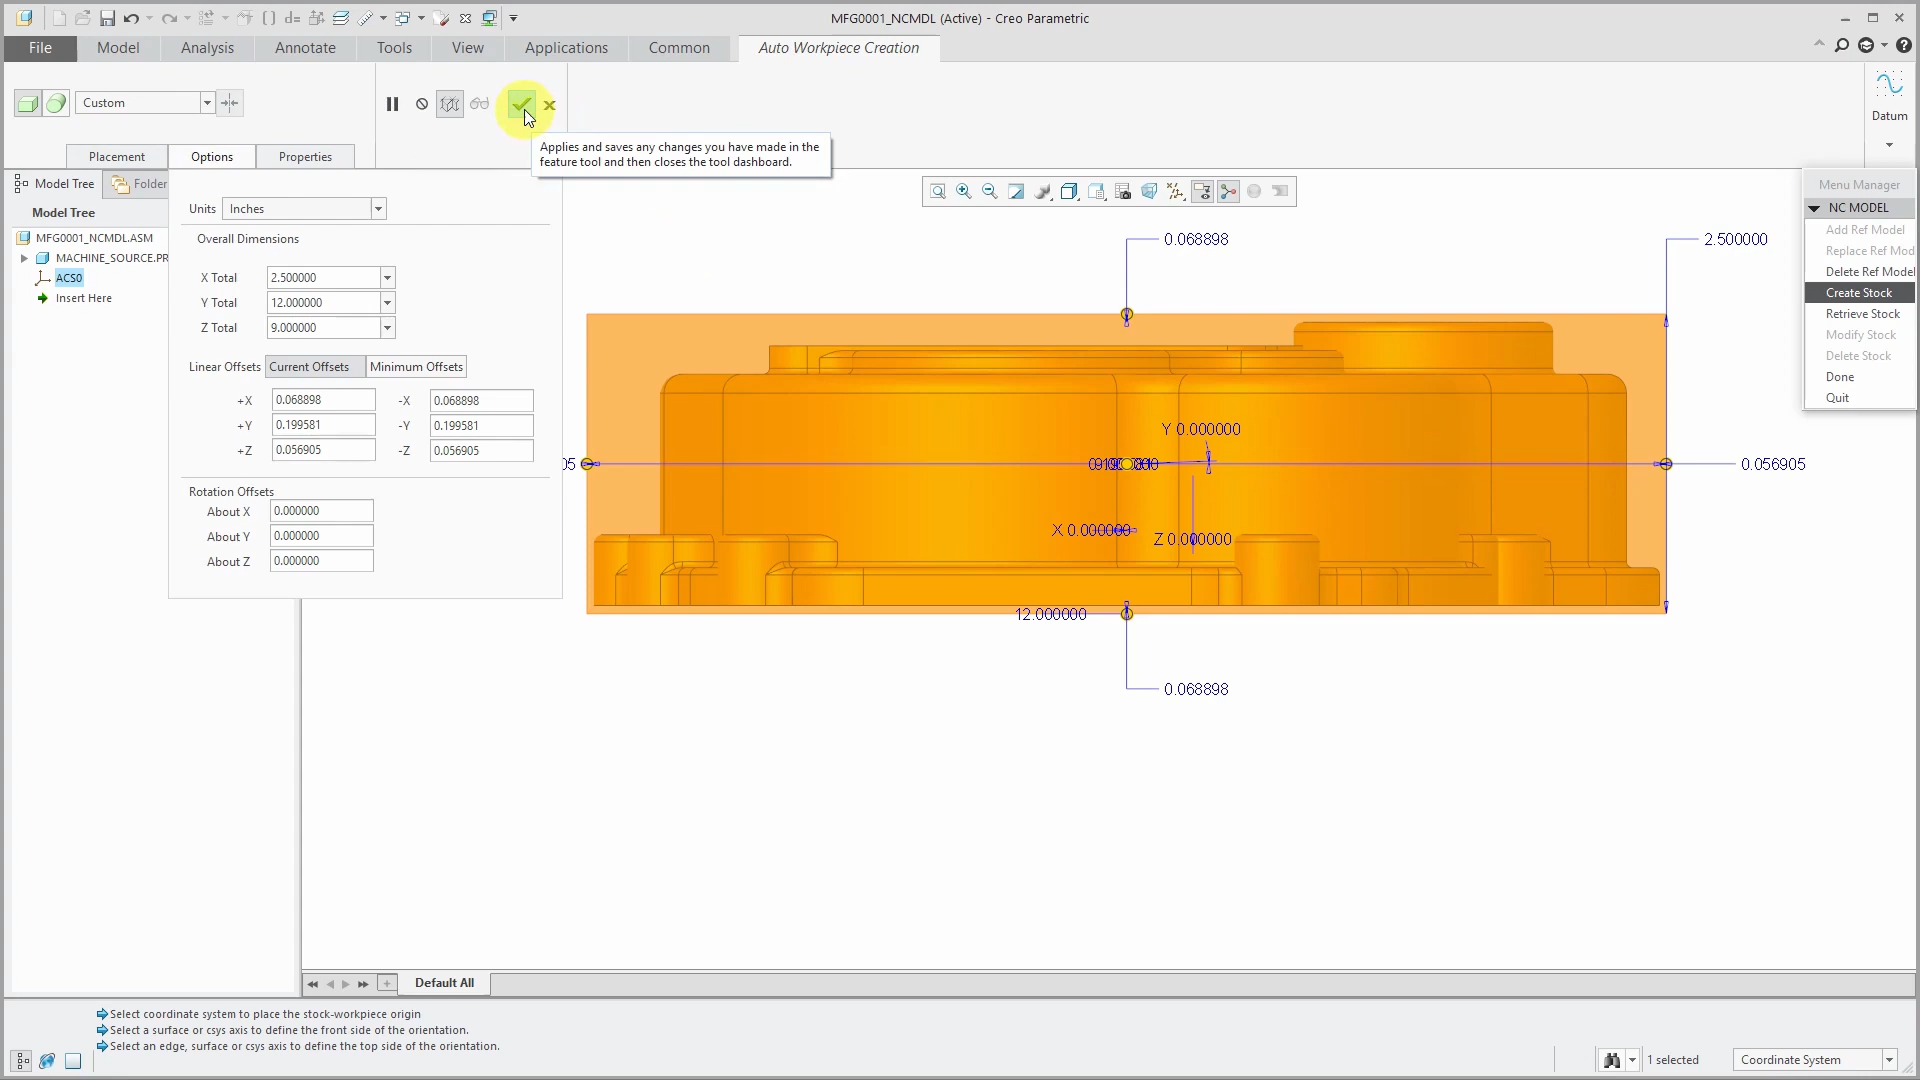 MFG0001_NCMDL (Active) - Creo Parametric
File Model Analysis Annotate Tools View Applications Common Auto Workpiece Creation
Custom
Datum
Placement Options Properties
Applies and saves any changes you have made in the
feature tool and then closes the tool dashboard.
Model Tree Folder
Model Tree
MFG0001_NCMDL.ASM
MACHINE_SOURCE.PR
ACS0
Insert Here
Units Inches
Overall Dimensions
X Total 2.500000
Y Total 12.000000
Z Total 9.000000
Linear Offsets Current Offsets Minimum Offsets
+X 0.068898 -X 0.068898
+Y 0.199581 -Y 0.199581
+Z 0.056905 -Z 0.056905
Rotation Offsets
About X 0.000000
About Y 0.000000
About Z 0.000000
0.068898
2.500000
Y 0.000000
05
0.056905
X 0.000000
Z 0.000000
12.000000
0.068898
Menu Manager
NC MODEL
Add Ref Model
Replace Ref Mod
Delete Ref Model
Create Stock
Retrieve Stock
Modify Stock
Delete Stock
Done
Quit
Default All
Select coordinate system to place the stock-workpiece origin
Select a surface or csys axis to define the front side of the orientation.
Select an edge, surface or csys axis to define the top side of the orientation.
1 selected
Coordinate System